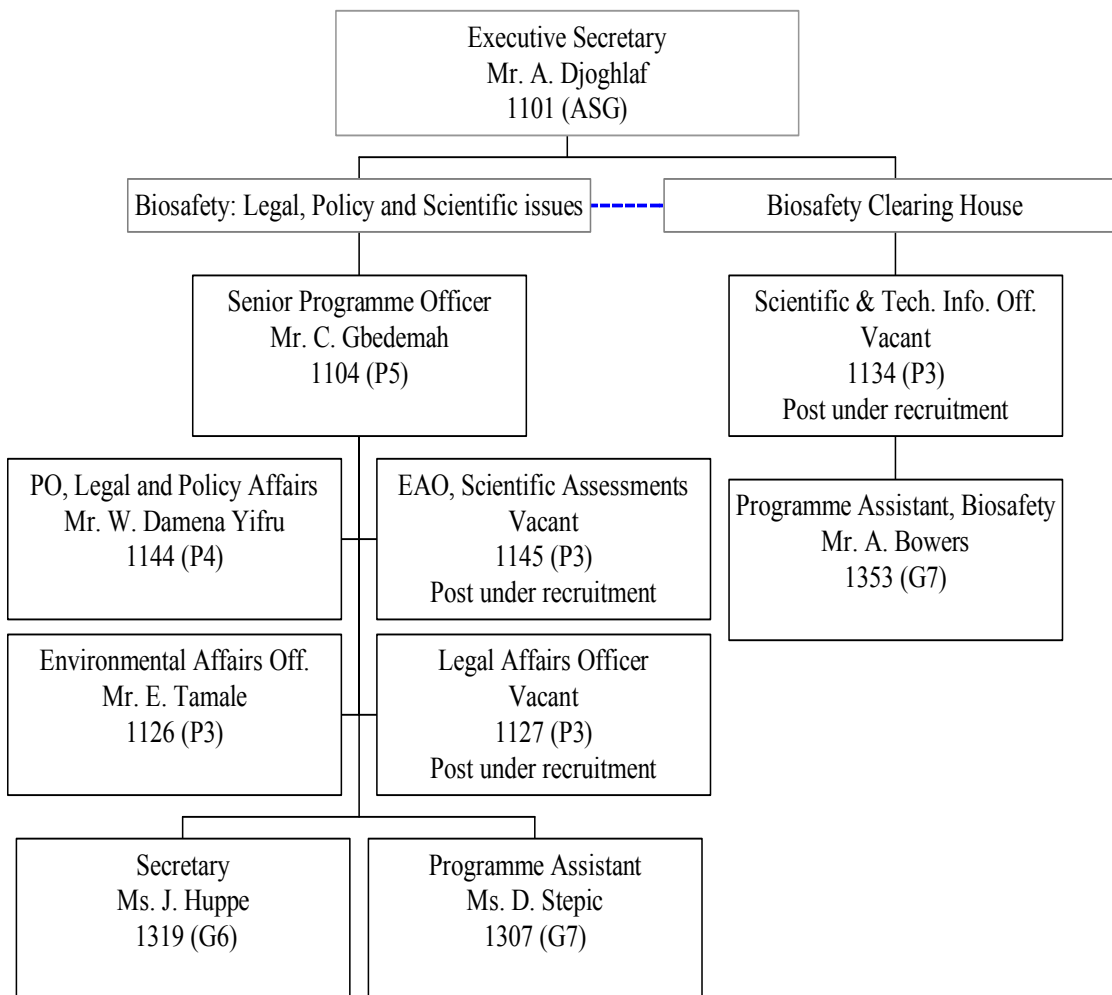 Executive Secretary
Mr. A. Djoghlaf
1101 (ASG)
Biosafety: Legal, Policy and Scientific issues
Biosafety Clearing House
Senior Programme Officer
Mr. C. Gbedemah
1104 (P5)
Scientific & Tech. Info. Off.
Vacant
1134 (P3)
Post under recruitment
PO, Legal and Policy Affairs
Mr. W. Damena Yifru
1144 (P4)
EAO, Scientific Assessments
Vacant
1145 (P3)
Post under recruitment
Programme Assistant, Biosafety
Mr. A. Bowers
1353 (G7)
Environmental Affairs Off.
Mr. E. Tamale
1126 (P3)
Legal Affairs Officer
Vacant
1127 (P3)
Post under recruitment
Secretary
Ms. J. Huppe
1319 (G6)
Programme Assistant
Ms. D. Stepic
1307 (G7)